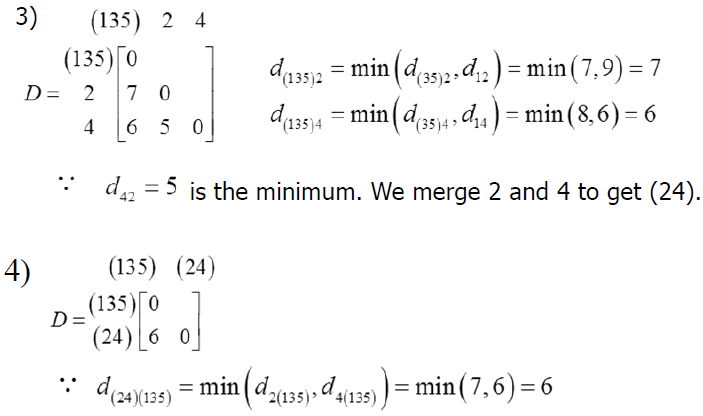 3) (135) 2 4
(135) [0
D = 2 7 0
4 6 5 0]
d₍₁₃₅₎₂ = min(d₍₃₅₎₂, d₁₂) = min(7,9) = 7
d₍₁₃₅₎₄ = min(d₍₃₅₎₄, d₁₄) = min(8,6) = 6
∵ d₄₂ = 5 is the minimum. We merge 2 and 4 to get (24).
4) (135) (24)
D = (135) [0
(24) 6 0]
∵ d₍₂₄₎₍₁₃₅₎ = min(d₂₍₁₃₅₎, d₄₍₁₃₅₎) = min(7,6) = 6